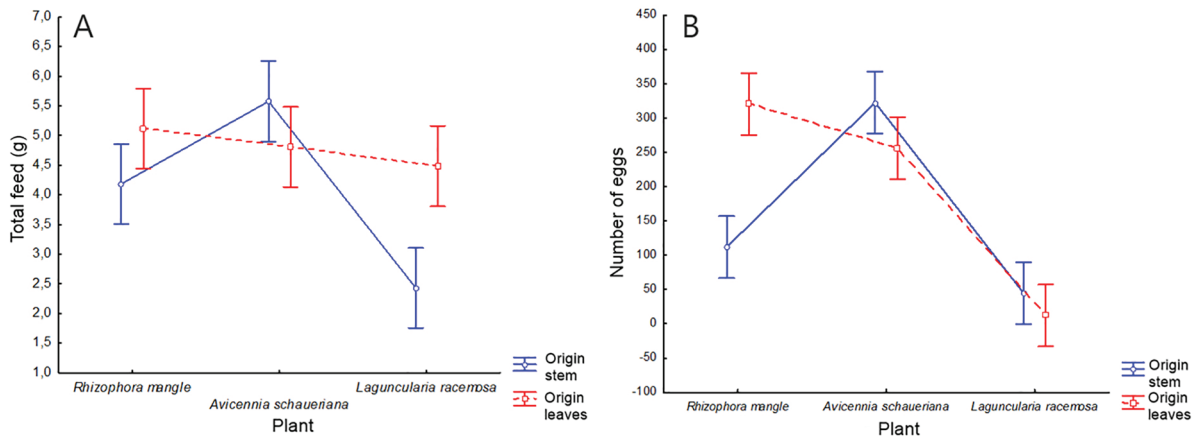 A
Total feed (g)
7,0
6,5
6,0
5,5
5,0
4,5
4,0
3,5
3,0
2,5
2,0
1,5
1,0
Rhizophora mangle
Avicennia schaueriana
Laguncularia racemosa
Plant
Origin
stem
Origin
leaves
B
Number of eggs
450
400
350
300
250
200
150
100
50
0
-50
-100
Rhizophora mangle
Avicennia schaueriana
Laguncularia racemosa
Plant
Origin
stem
Origin
leaves